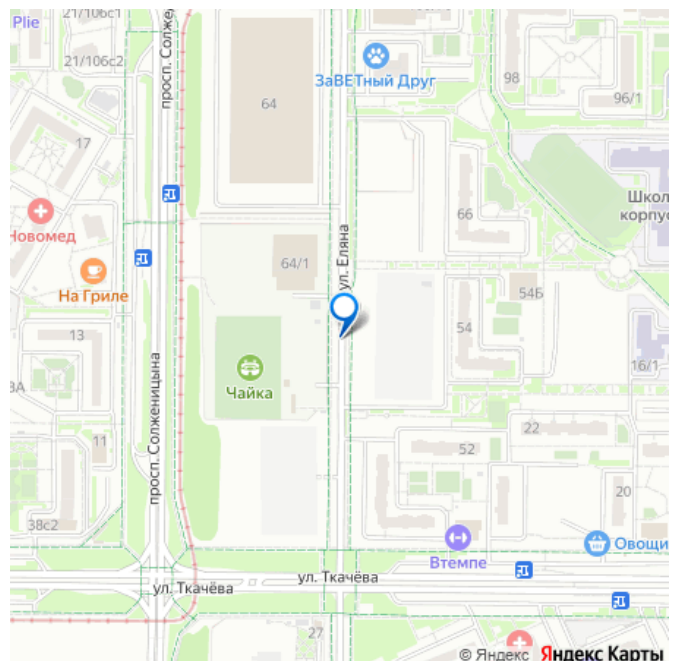 Plie
21/106с1
21/106с2
просп. Солжен
64
ЗаВЕТный Друг
98
96/1
17
Школ
корпус
66
Новомед
64/1
ул. Еляна
На Гриле
54Б
54
13
16/1
Чайка
просп. Солженицына
22
11
52
20
38с2
Втемпе
Овощи
ул. Ткачёва
ул. Ткачёва
27
© Яндекс Яндекс Карты